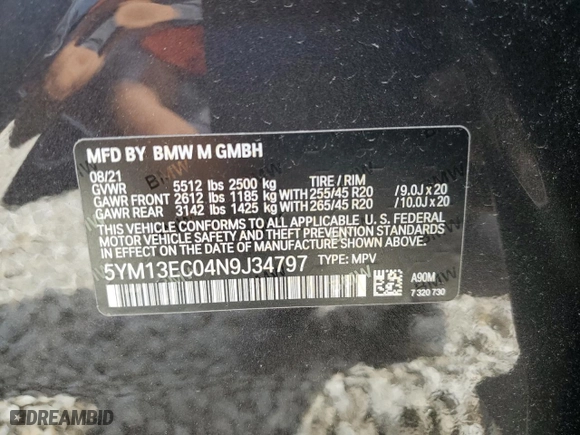 MFD BY BMW M GMBH
08/21
GVWR 5512 lbs 2500 kg TIRE / RIM
GAWR FRONT 2612 lbs 1185 kg WITH 255/45 R20 / 9.0J x 20
GAWR REAR 3142 lbs 1425 kg WITH 265/45 R20 / 10.0J x 20
THIS VEHICLE CONFORMS TO ALL APPLICABLE U. S. FEDERAL
MOTOR VEHICLE SAFETY STANDARDS IN EFFECT ON THE DATE OF
MANUFACTURE SHOWN ABOVE.
5YM13EC04N9J34797 TYPE: MPV
A90M
7 320 730
DREAMBID